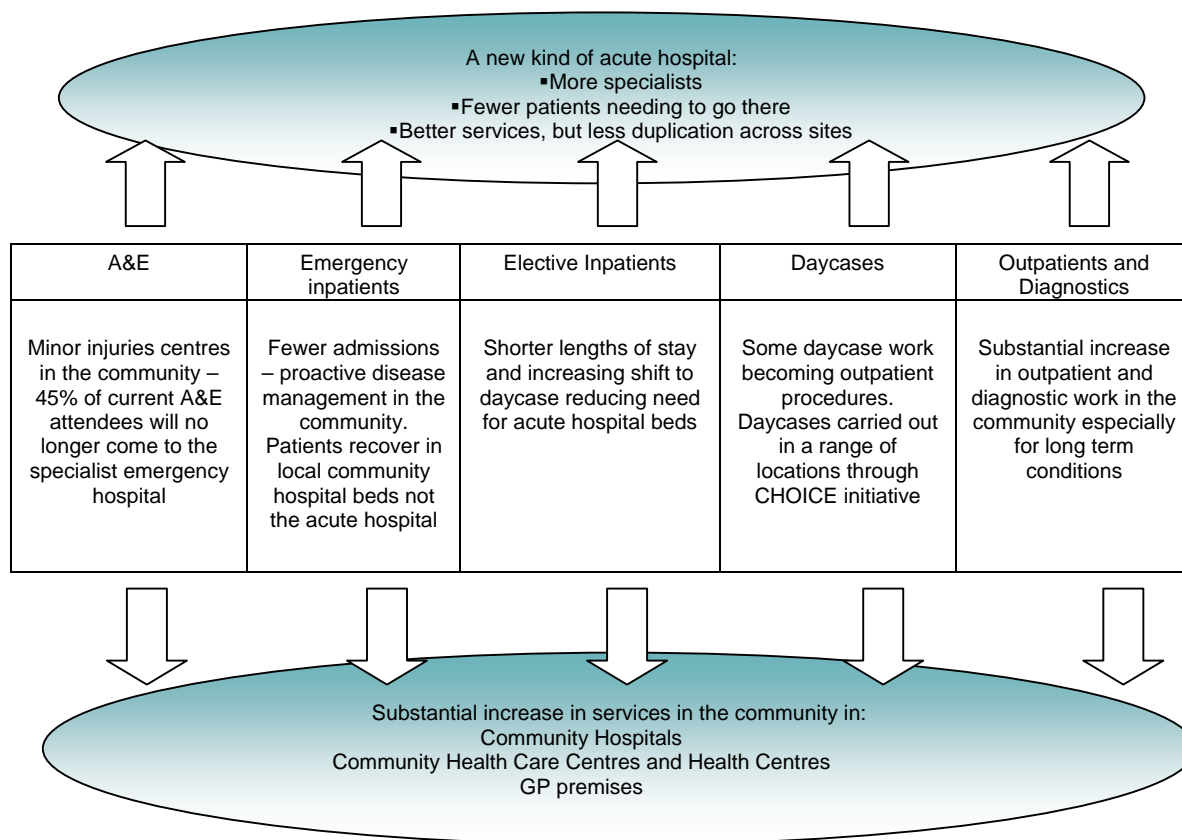 A new kind of acute hospital:
▪More specialists
▪Fewer patients needing to go there
▪Better services, but less duplication across sites
A&E
Emergency
inpatients
Elective Inpatients
Daycases
Outpatients and
Diagnostics
Minor injuries centres
in the community –
45% of current A&E
attendees will no
longer come to the
specialist emergency
hospital
Fewer admissions
– proactive disease
management in the
community.
Patients recover in
local community
hospital beds not
the acute hospital
Shorter lengths of stay
and increasing shift to
daycase reducing need
for acute hospital beds
Some daycase work
becoming outpatient
procedures.
Daycases carried out
in a range of
locations through
CHOICE initiative
Substantial increase
in outpatient and
diagnostic work in the
community especially
for long term
conditions
Substantial increase in services in the community in:
Community Hospitals
Community Health Care Centres and Health Centres
GP premises